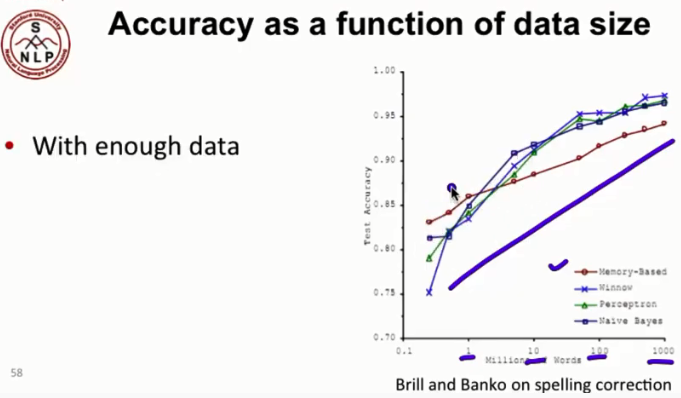 Stanford University
S
N L P
Natural Language Processing
Accuracy as a function of data size
• With enough data
1.00
0.95
0.90
0.85
0.80
0.75
0.70
Test Accuracy
0.1
1
10
100
1000
Millions of Words
Memory-Based
Winnow
Perceptron
Naive Bayes
Brill and Banko on spelling correction
58